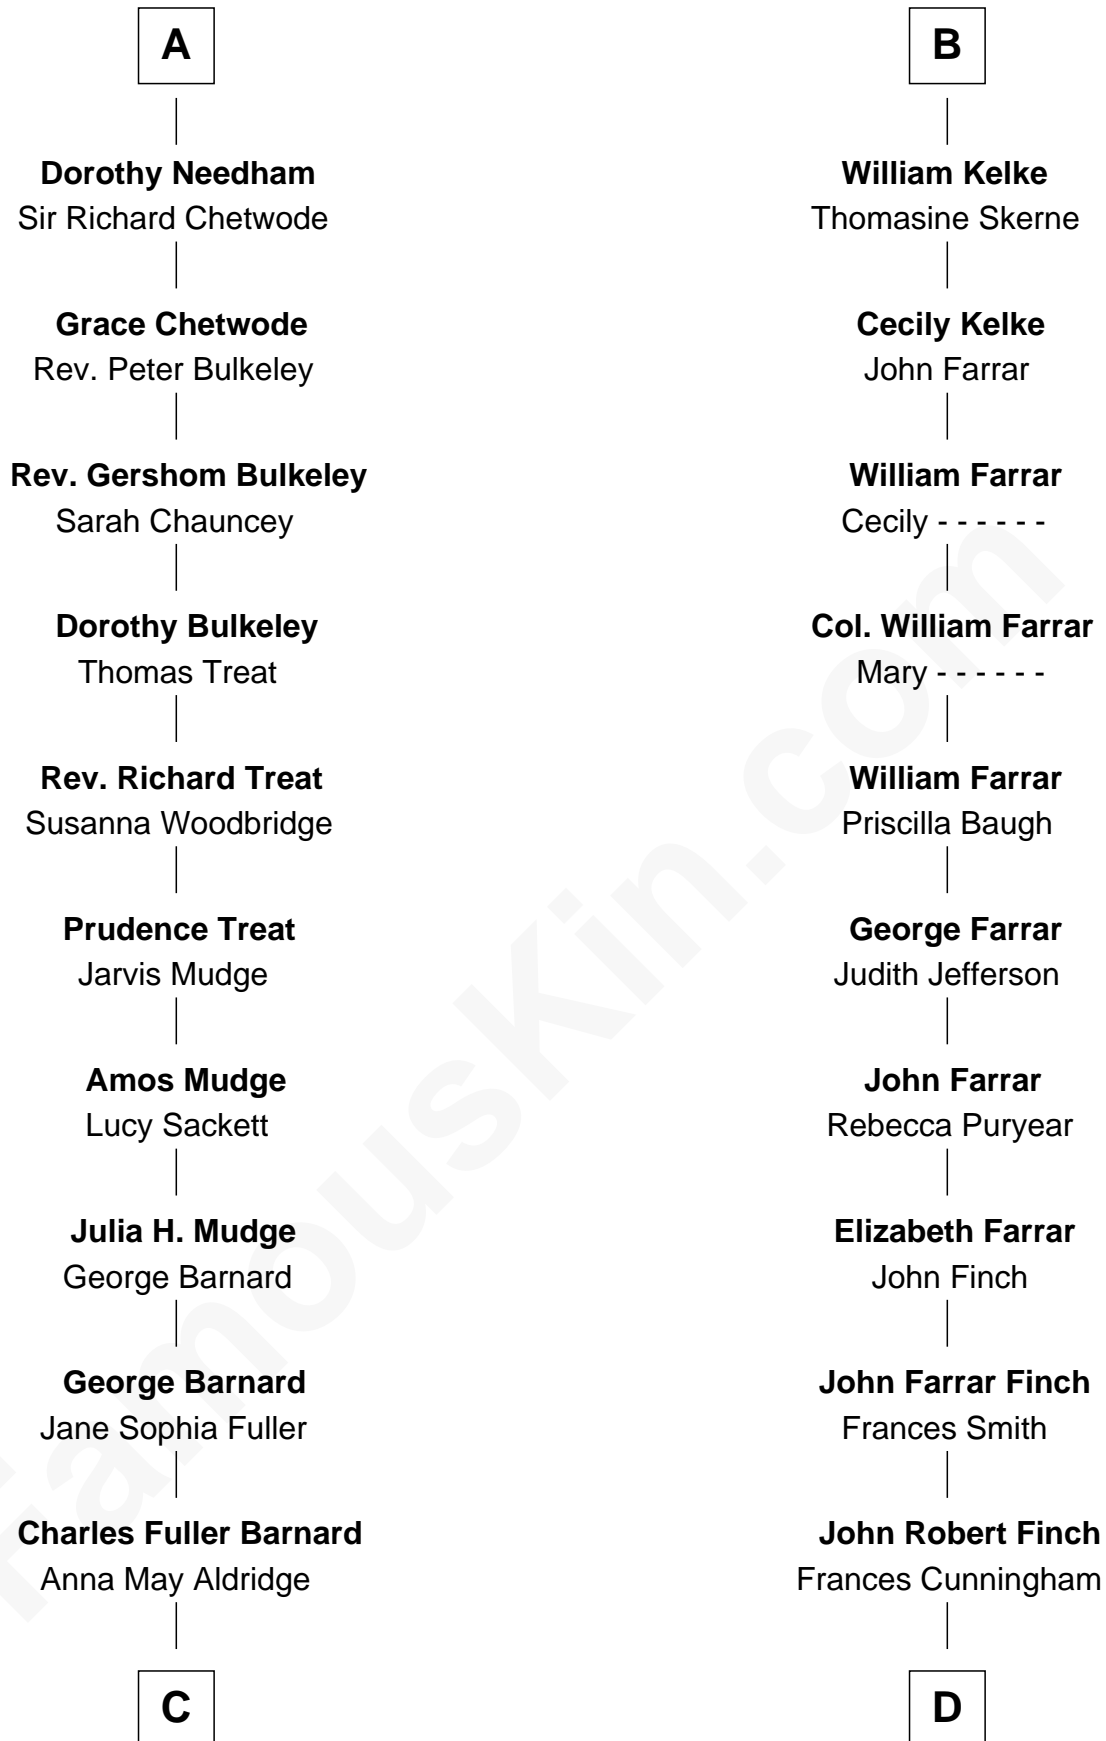 A
Dorothy Needham
Sir Richard Chetwode
Grace Chetwode
Rev. Peter Bulkeley
Rev. Gershom Bulkeley
Sarah Chauncey
Dorothy Bulkeley
Thomas Treat
Rev. Richard Treat
Susanna Woodbridge
Prudence Treat
Jarvis Mudge
Amos Mudge
Lucy Sackett
Julia H. Mudge
George Barnard
George Barnard
Jane Sophia Fuller
Charles Fuller Barnard
Anna May Aldridge
C
B
William Kelke
Thomasine Skerne
Cecily Kelke
John Farrar
William Farrar
Cecily - - - - - -
Col. William Farrar
Mary - - - - - -
William Farrar
Priscilla Baugh
George Farrar
Judith Jefferson
John Farrar
Rebecca Puryear
Elizabeth Farrar
John Finch
John Farrar Finch
Frances Smith
John Robert Finch
Frances Cunningham
D
FamousKin.com